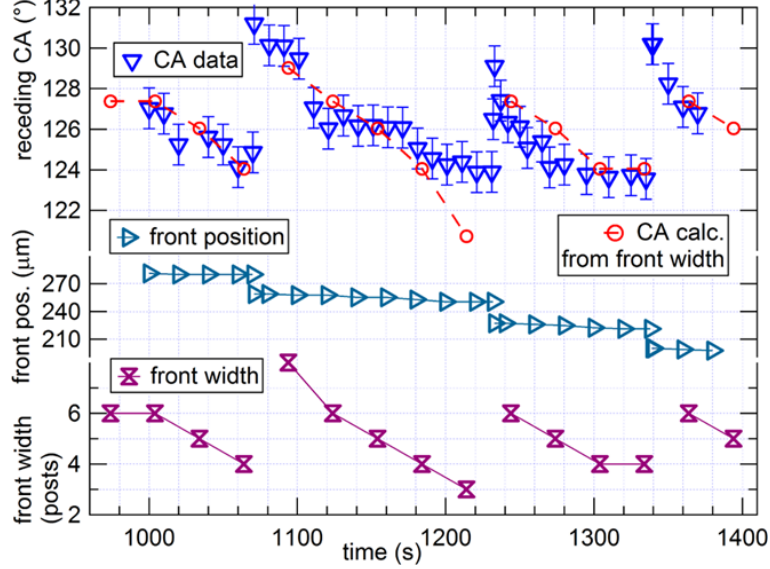 receding CA (°)
132
130
128
126
124
122
CA data
CA calc.
from front width
front pos. (μm)
270
240
210
front position
front width
(posts)
6
4
2
front width
1000
1100
1200
1300
1400
time (s)